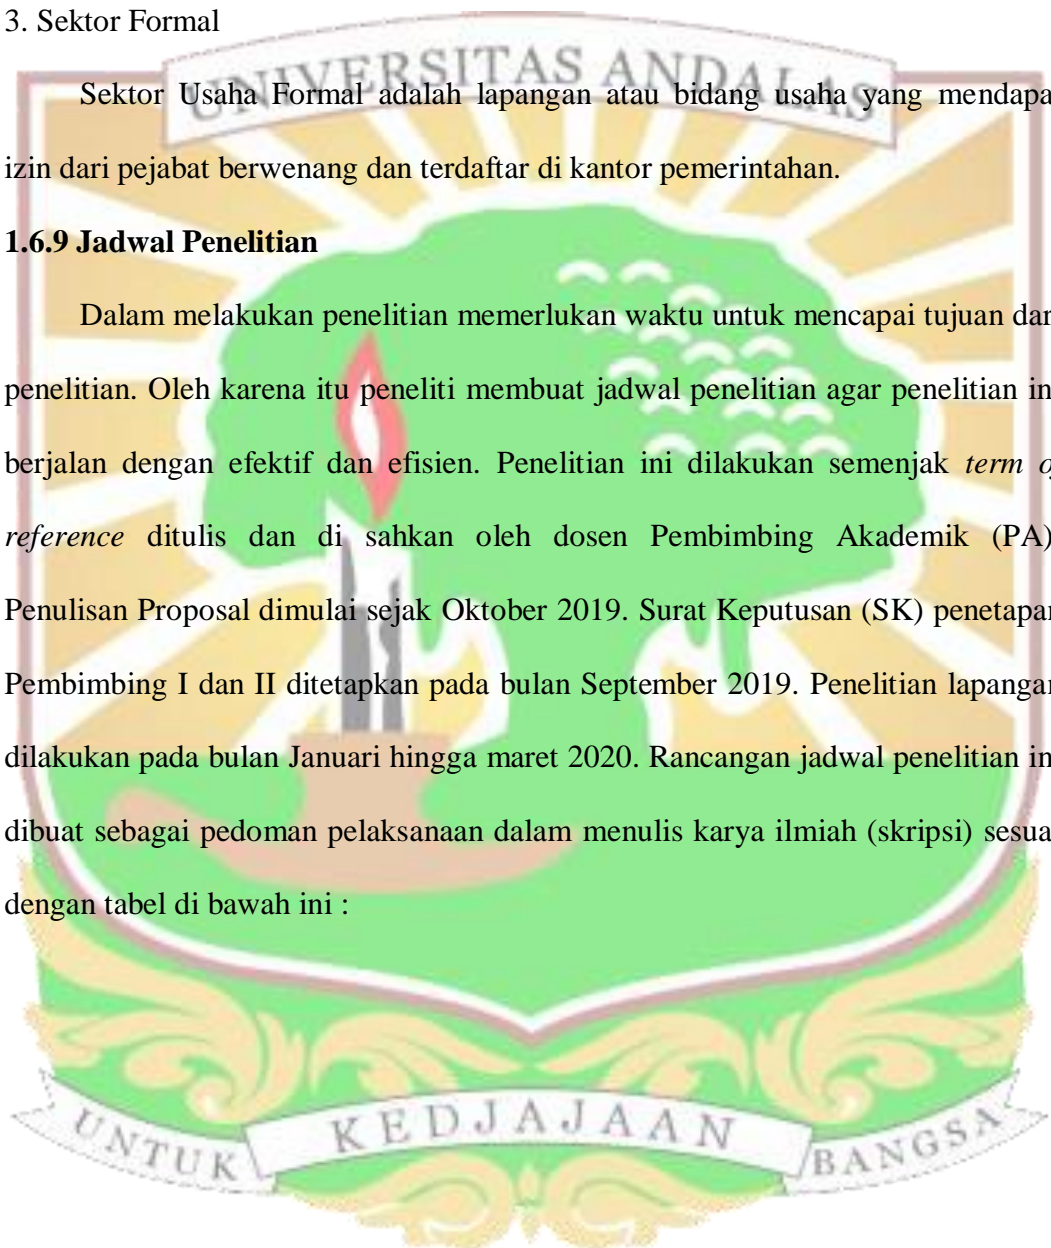 3. Sektor Formal
UNIVERSITAS ANDALAS
Sektor Usaha Formal adalah lapangan atau bidang usaha yang mendapa
izin dari pejabat berwenang dan terdaftar di kantor pemerintahan.
1.6.9 Jadwal Penelitian
Dalam melakukan penelitian memerlukan waktu untuk mencapai tujuan dar
penelitian. Oleh karena itu peneliti membuat jadwal penelitian agar penelitian in
berjalan dengan efektif dan efisien. Penelitian ini dilakukan semenjak term o
reference ditulis dan di sahkan oleh dosen Pembimbing Akademik (PA)
Penulisan Proposal dimulai sejak Oktober 2019. Surat Keputusan (SK) penetapan
Pembimbing I dan II ditetapkan pada bulan September 2019. Penelitian lapangan
dilakukan pada bulan Januari hingga maret 2020. Rancangan jadwal penelitian in
dibuat sebagai pedoman pelaksanaan dalam menulis karya ilmiah (skripsi) sesua
dengan tabel di bawah ini :
UNTUK KEDJAJAAN BANGSA